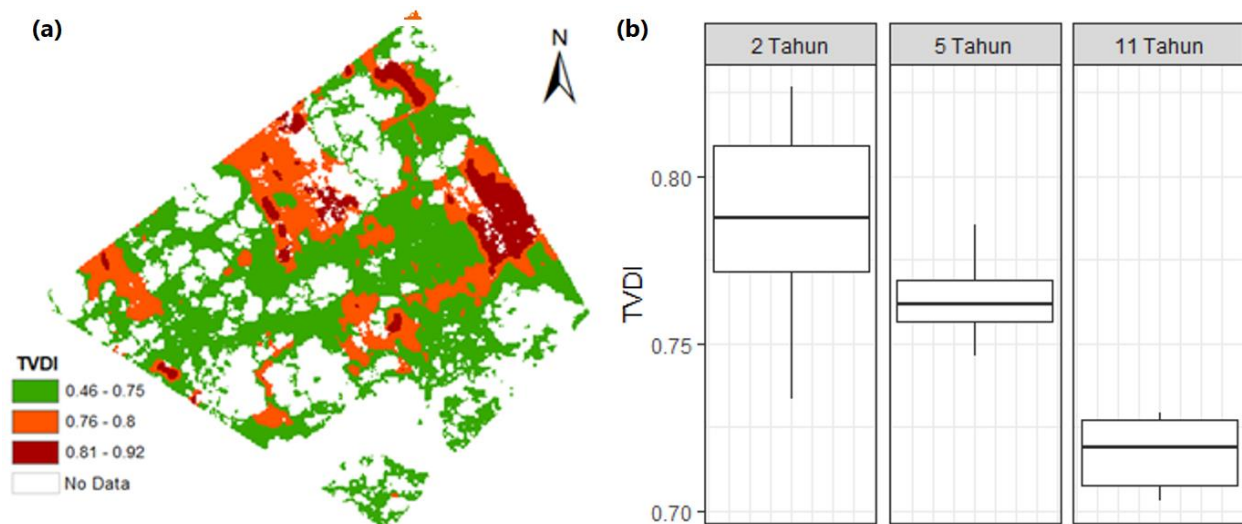 (a)
N
TVDI
0.46 - 0.75
0.76 - 0.8
0.81 - 0.92
No Data
(b)
2 Tahun
5 Tahun
11 Tahun
TVDI
0.80
0.75
0.70